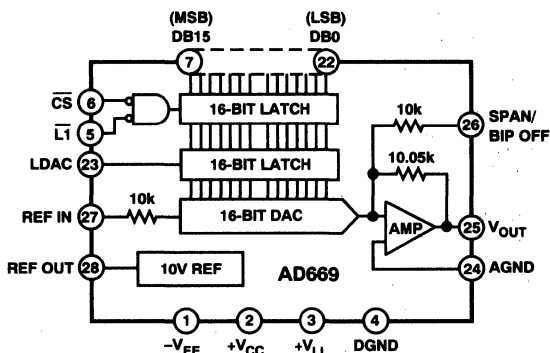 (MSB)
DB15
(LSB)
DB0
7
22
CS
6
16-BIT LATCH
10k
26
SPAN/
BIP OFF
L1
5
10.05k
LDAC
23
16-BIT LATCH
10k
REF IN
27
16-BIT DAC
AMP
25
VOUT
REF OUT
28
10V REF
AD669
24
AGND
1
2
3
4
–VEE
+VCC
+VLL
DGND